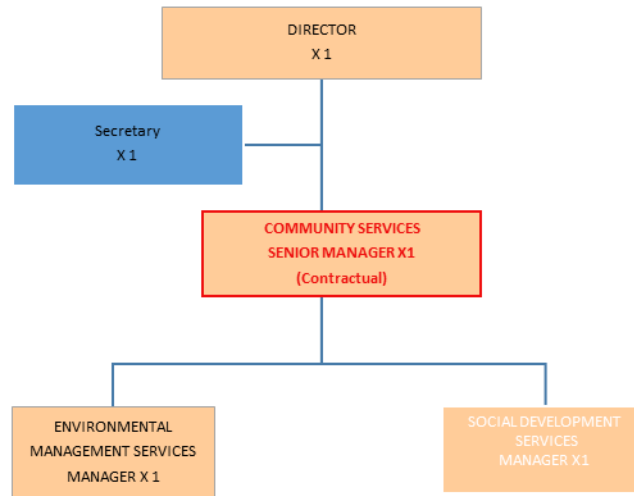 DIRECTOR
X 1
Secretary
X 1
COMMUNITY SERVICES
SENIOR MANAGER X1
(Contractual)
ENVIRONMENTAL
MANAGEMENT SERVICES
MANAGER X 1
SOCIAL DEVELOPMENT
SERVICES
MANAGER X1